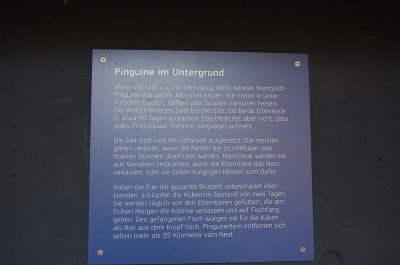 Pinguine im Untergrund
Wenn viel Nahrung zur Verfügung steht, können Humboldt-
Pinguine das ganze Jahr über brüten. Sie nisten in unter-
irdischen Bauten, Höhlen oder Spalten zwischen Felsen.
Die Weibchen legen zwei bis drei Eier, die beide Elternteile
in etwa 40 Tagen ausbrüten. Das bedeutet aber nicht, dass
jedes Pinguinpaar mehrere Jungvögel aufzieht.
Die Eier sind vielerlei Gefahren ausgesetzt: Die meisten
gehen verloren, wenn die Nester bei Sturmfluten oder
starken Stürmen überflutet werden. Manchmal werden sie
aus Versehen zerbrochen, wenn die Elterntiere das Nest
verlassen, oder sie fallen hungrigen Möwen zum Opfer.
Haben die Eier die gesamte Brutzeit unbeschadet über-
standen, schlüpfen die Küken im Abstand von zwei Tagen.
Sie werden täglich von den Elterntieren gefüttert, die am
frühen Morgen die Kolonie verlassen und auf Fischfang
gehen. Den gefangenen Fisch würgen sie für die Küken
als Brei aus dem Kropf hoch. Pinguineltern entfernen sich
selten mehr als 35 Kilometer vom Nest.